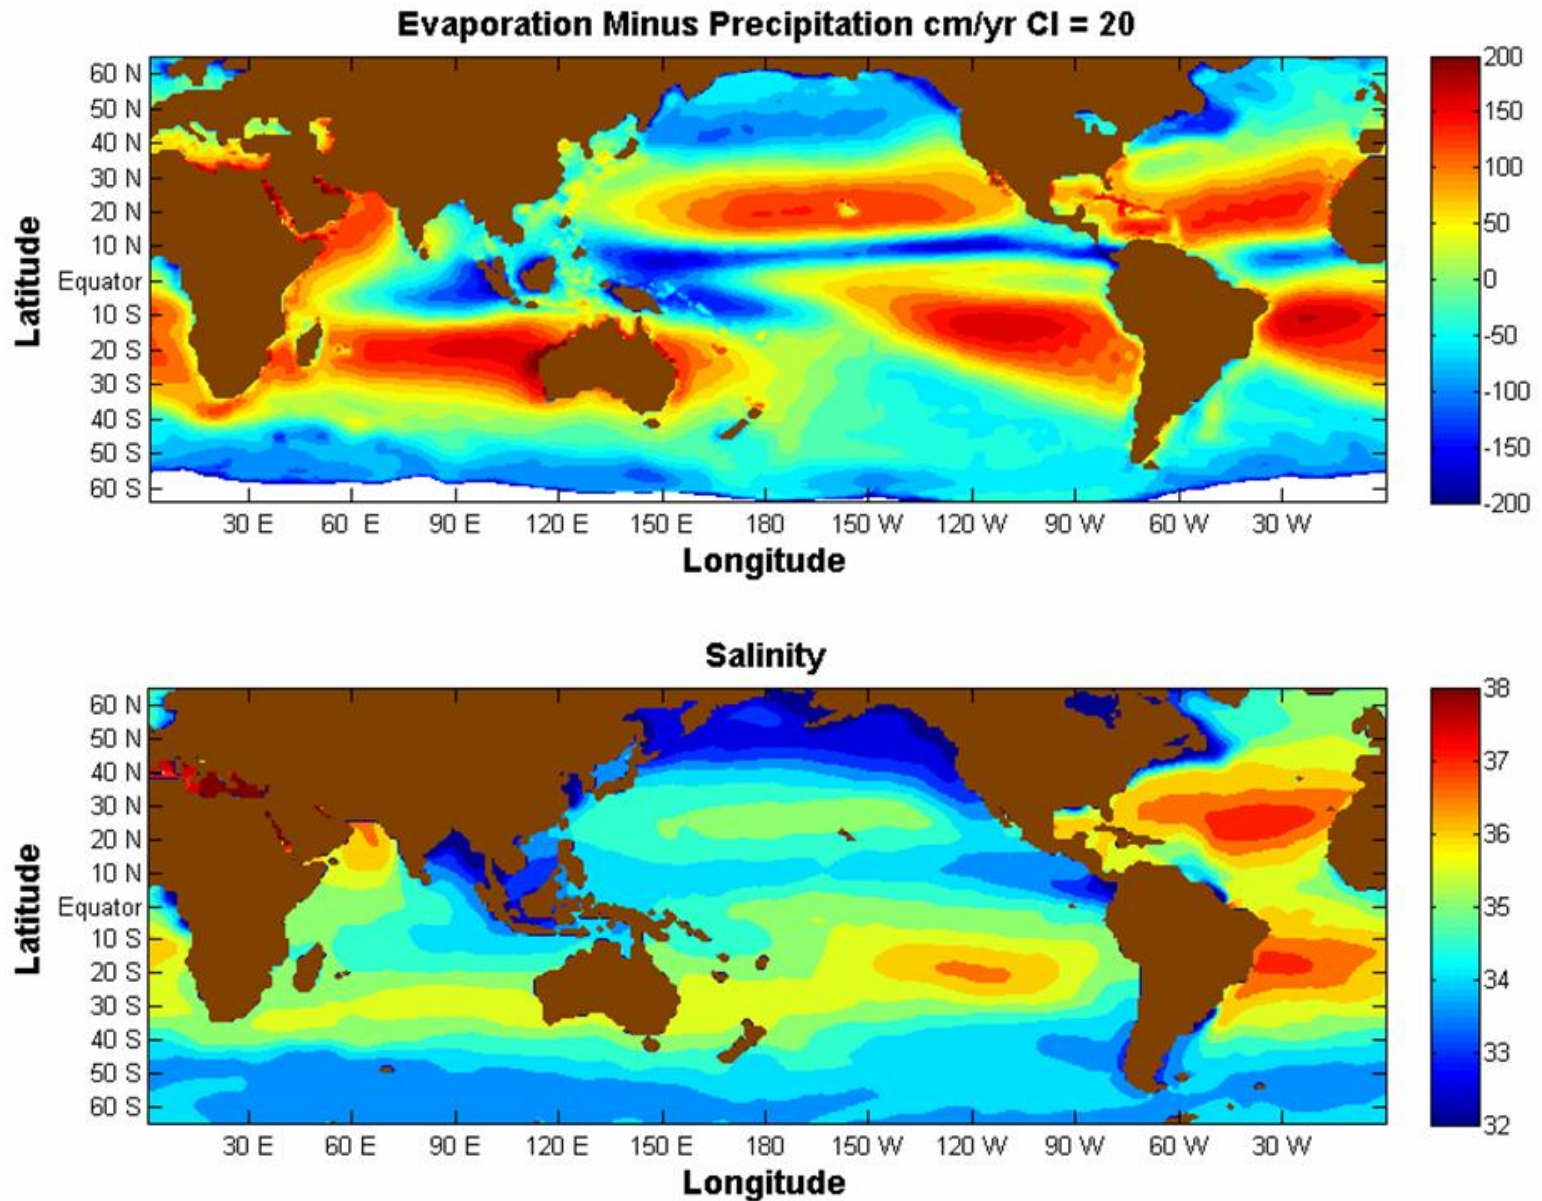 Evaporation Minus Precipitation cm/yr CI = 20
60 N
50 N
40 N
30 N
20 N
10 N
Equator
10 S
20 S
30 S
40 S
50 S
60 S
Latitude
30 E 60 E 90 E 120 E 150 E 180 150 W 120 W 90 W 60 W 30 W
Longitude
200
150
100
50
0
-50
-100
-150
-200
Salinity
60 N
50 N
40 N
30 N
20 N
10 N
Equator
10 S
20 S
30 S
40 S
50 S
60 S
Latitude
30 E 60 E 90 E 120 E 150 E 180 150 W 120 W 90 W 60 W 30 W
Longitude
38
37
36
35
34
33
32